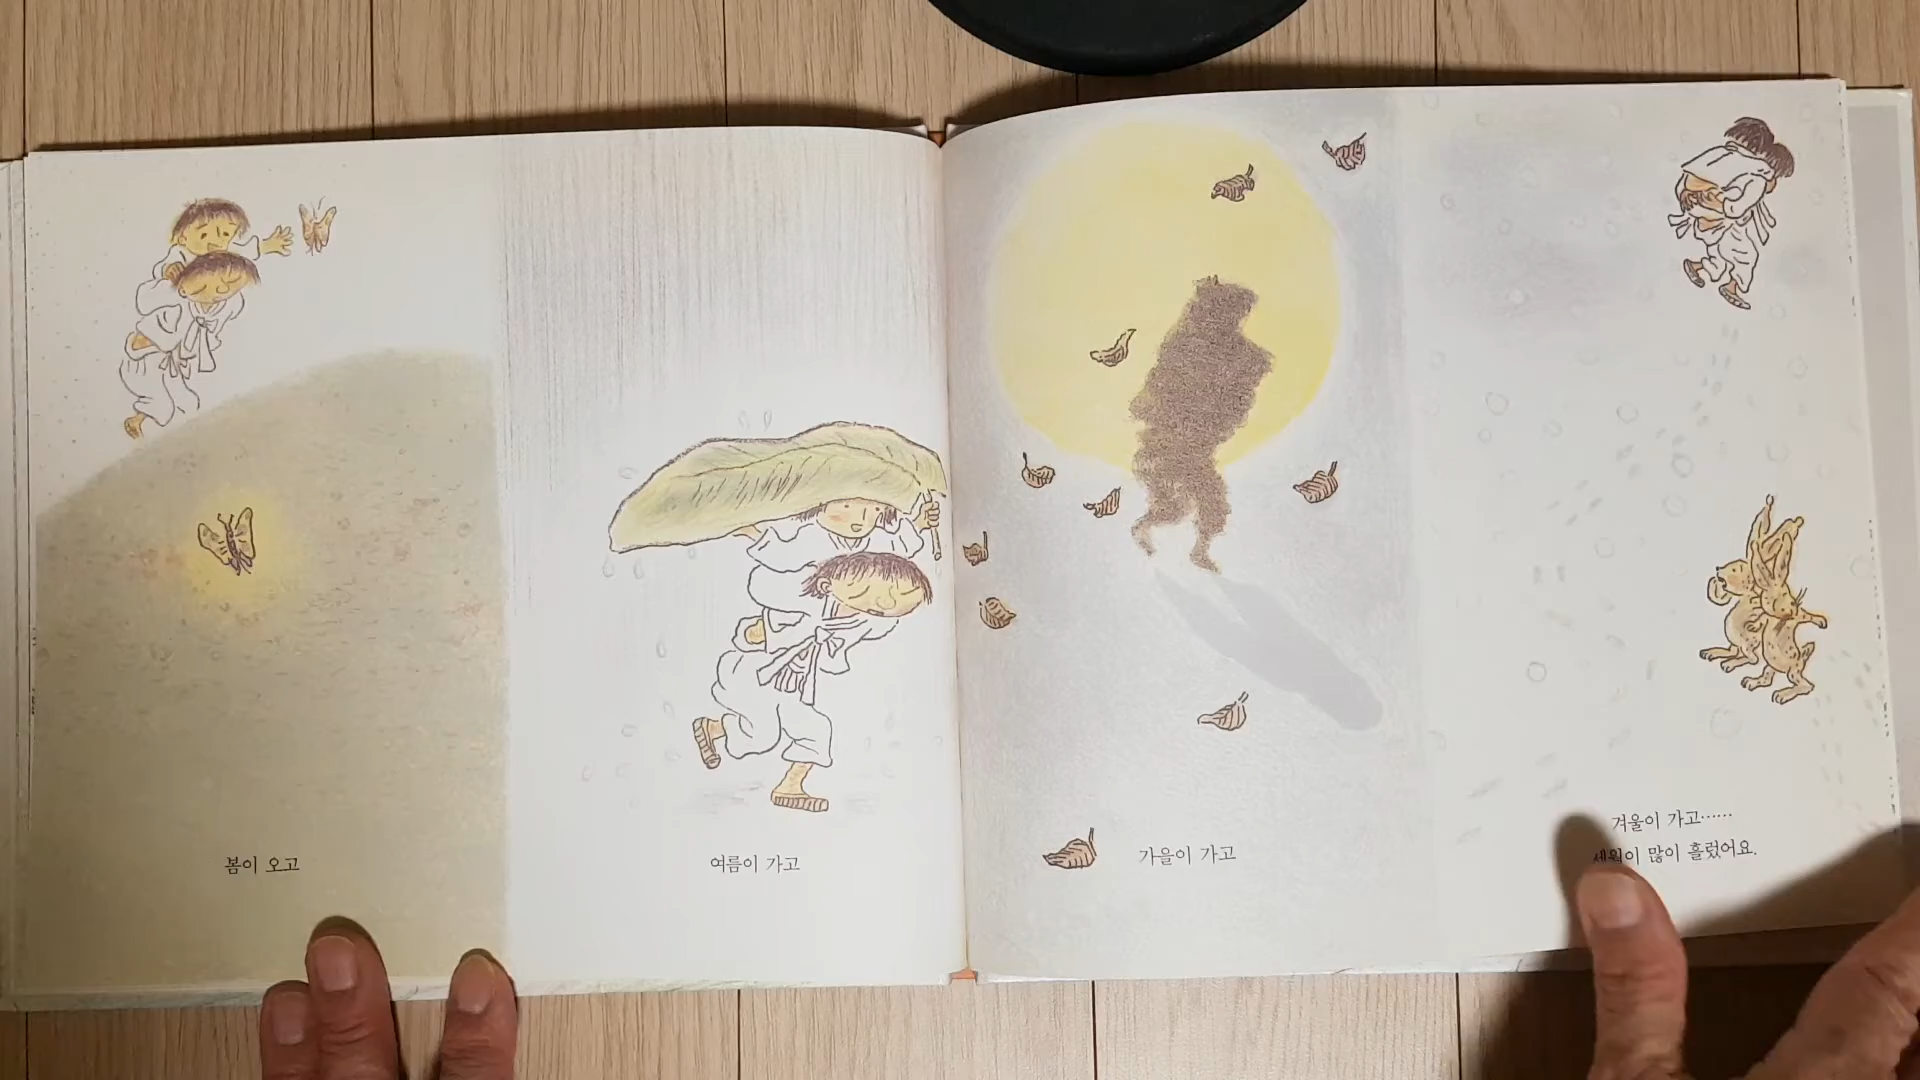 봄이 오고
여름이 가고
가을이 가고
겨울이 가고……
세월이 많이 흘렀어요.